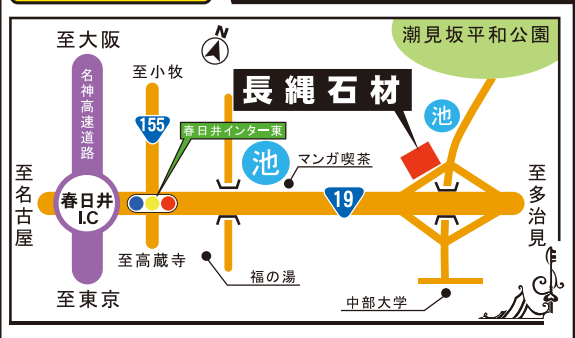 至大阪
N
潮見坂平和公園
名神高速道路
至小牧
長縄石材
155
春日井インター東
池
池
マンガ喫茶
至名古屋
春日井
I.C
19
至多治見
至高蔵寺
福の湯
至東京
中部大学